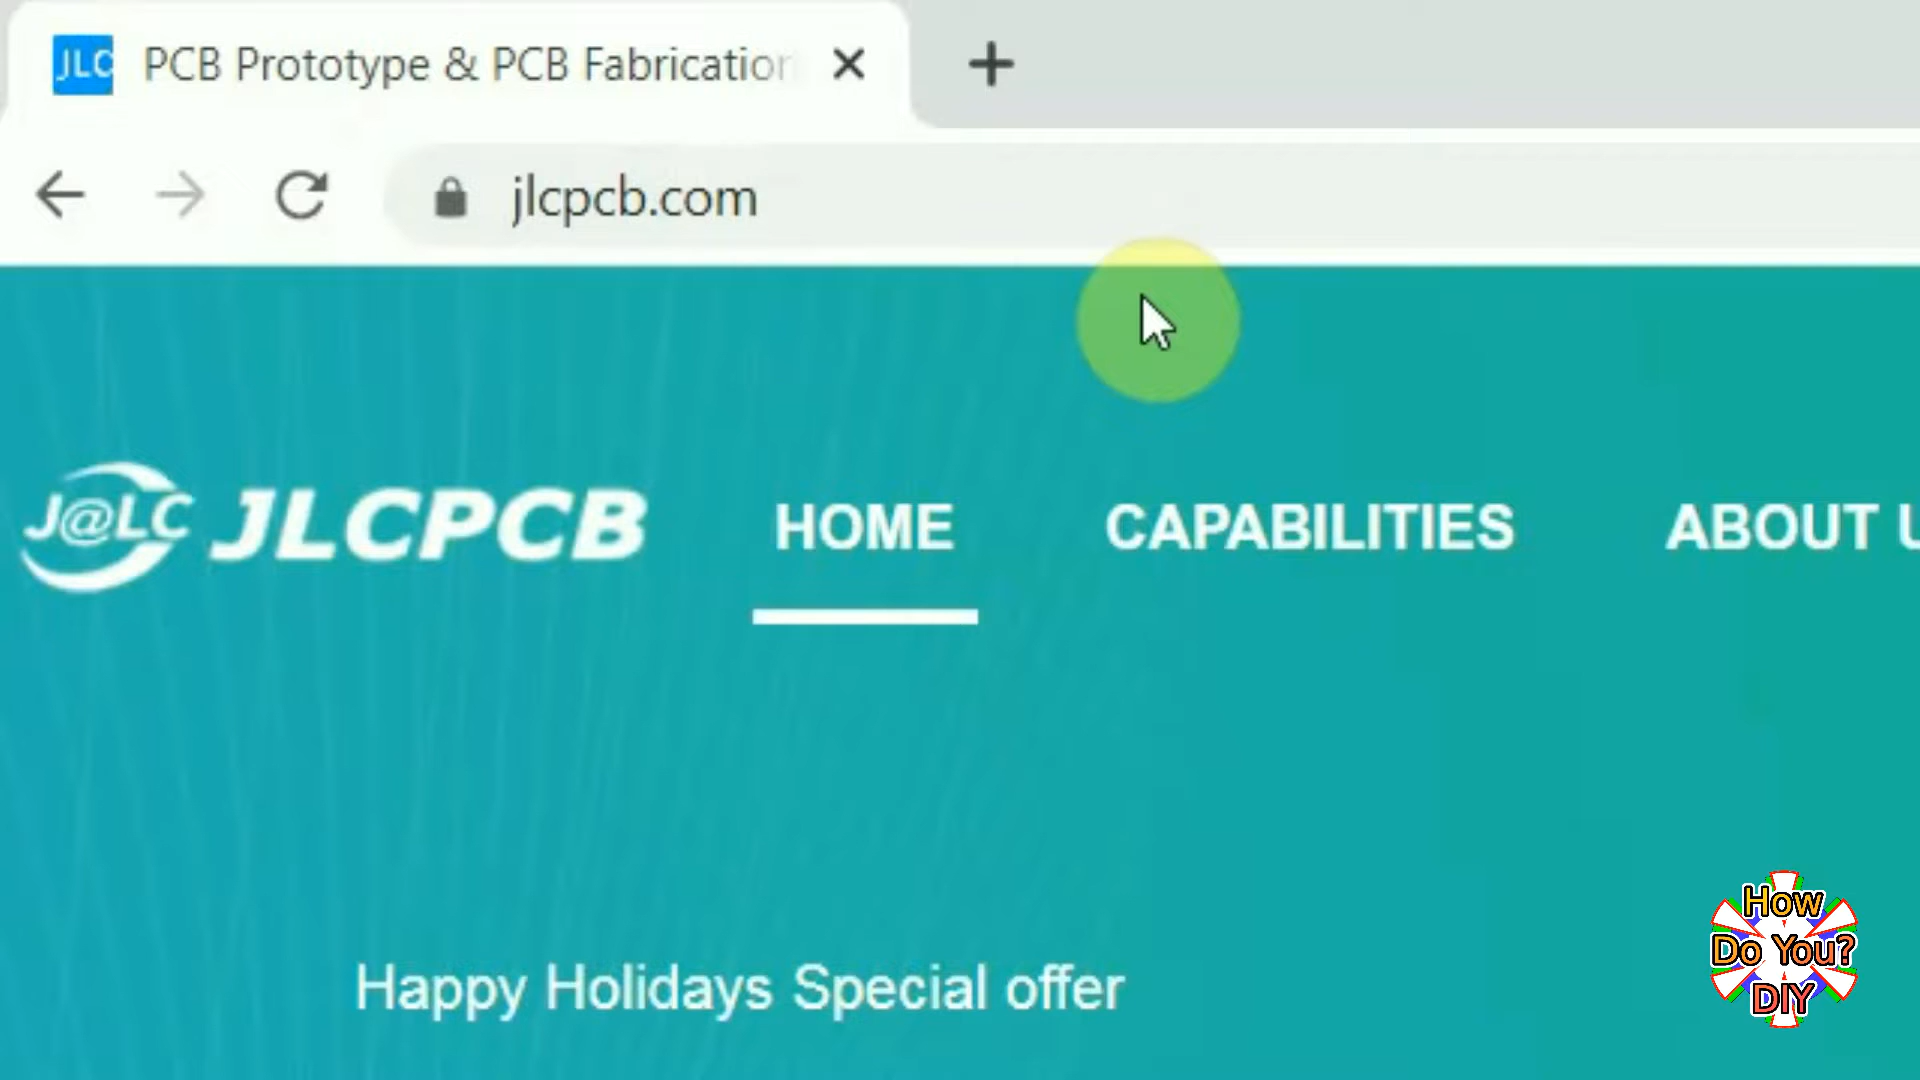 JLC PCB Prototype & PCB Fabrication
jlcpcb.com
J@LC JLCPCB HOME CAPABILITIES ABOUT U
Happy Holidays Special offer
How
Do You?
DIY